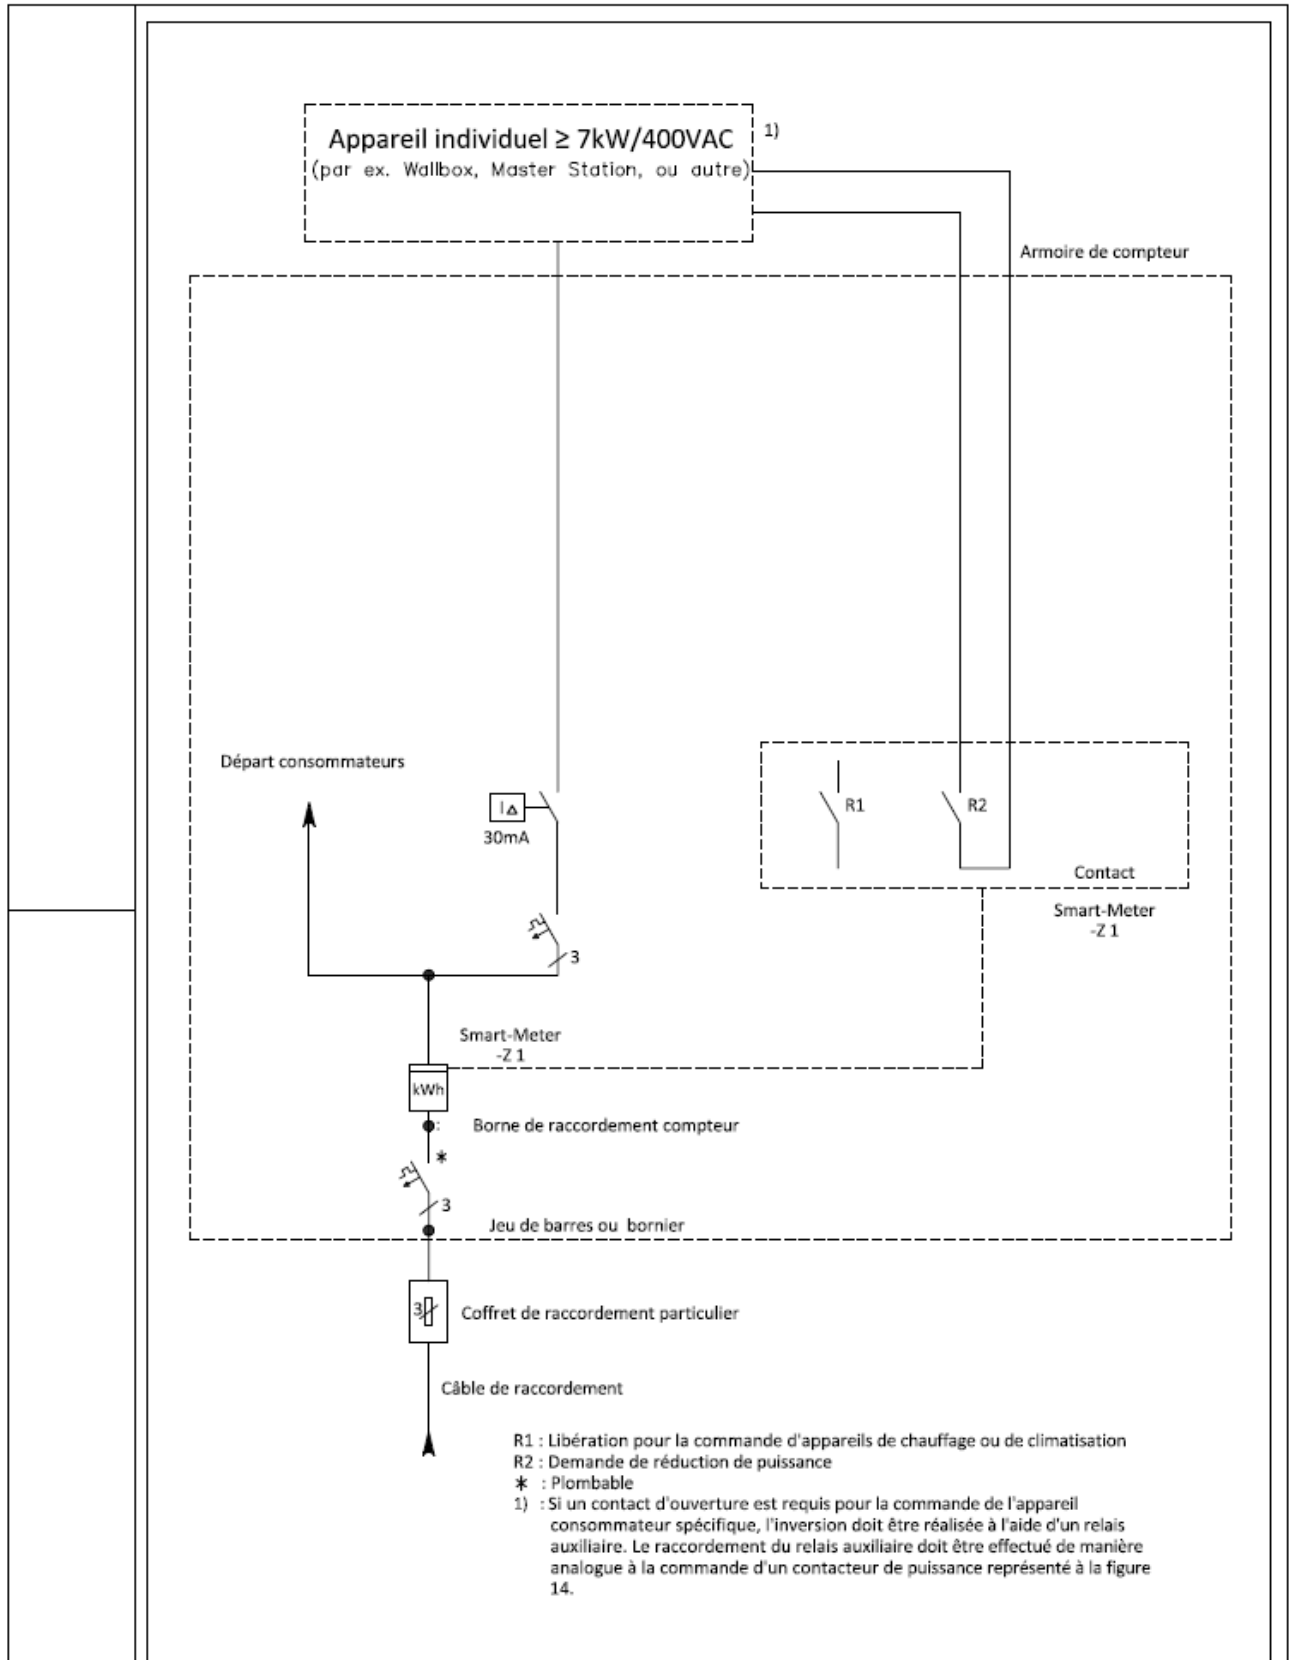 Appareil individuel ≥ 7kW/400VAC
1)
(par ex. Wallbox, Master Station, ou autre)
Armoire de compteur
Départ consommateurs
I∆
30mA
R1
R2
Contact
Smart-Meter
-Z 1
3
Smart-Meter
-Z 1
kWh
Borne de raccordement compteur
*
3
Jeu de barres ou bornier
3
Coffret de raccordement particulier
Câble de raccordement
R1 : Libération pour la commande d'appareils de chauffage ou de climatisation
R2 : Demande de réduction de puissance
* : Plombable
1) : Si un contact d'ouverture est requis pour la commande de l'appareil
consommateur spécifique, l'inversion doit être réalisée à l'aide d'un relais
auxiliaire. Le raccordement du relais auxiliaire doit être effectué de manière
analogue à la commande d'un contacteur de puissance représenté à la figure
14.